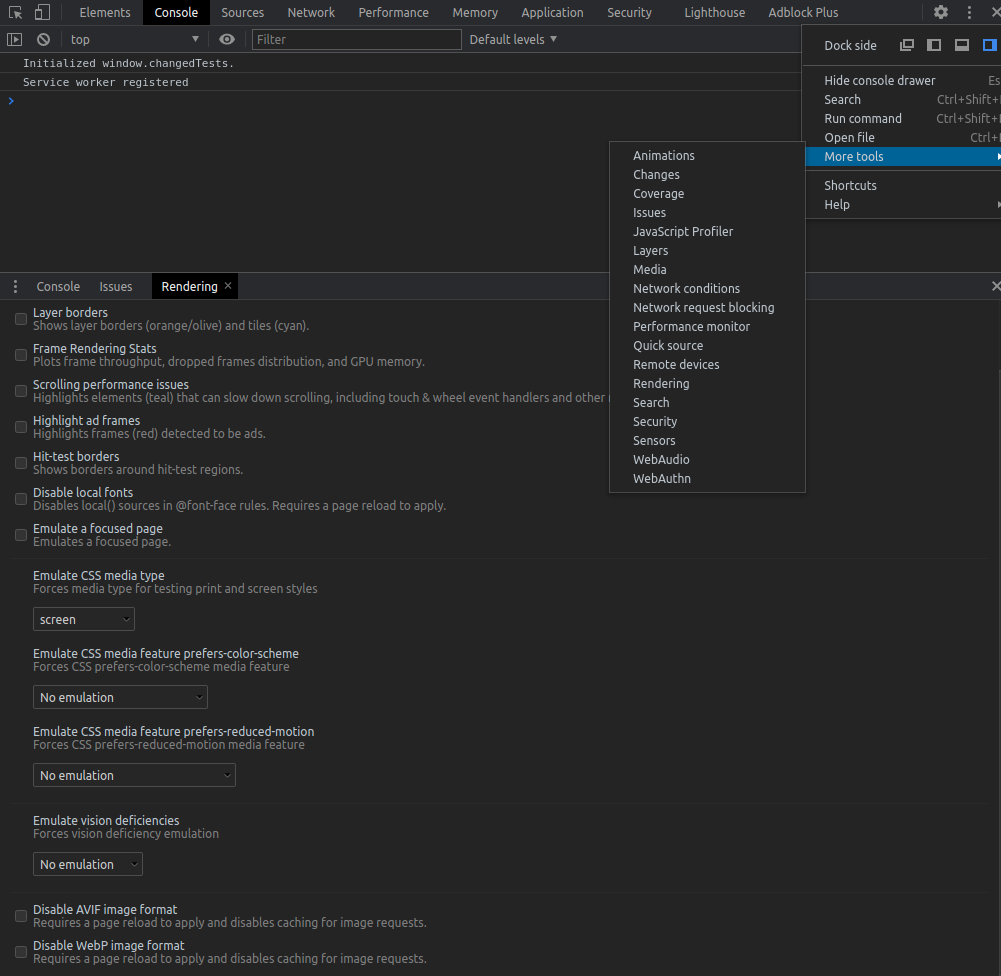 Elements Console Sources Network Performance Memory Application Security Lighthouse Adblock Plus
top Filter Default levels
Initialized window.changedTests.
Service worker registered
Dock side
Hide console drawer Es
Search Ctrl+Shift+
Run command Ctrl+Shift+
Open file Ctrl+
More tools
Shortcuts
Help
Animations
Changes
Coverage
Issues
JavaScript Profiler
Layers
Media
Network conditions
Network request blocking
Performance monitor
Quick source
Remote devices
Rendering
Search
Security
Sensors
WebAudio
WebAuthn
Console Issues Rendering
Layer borders
Shows layer borders (orange/olive) and tiles (cyan).
Frame Rendering Stats
Plots frame throughput, dropped frames distribution, and GPU memory.
Scrolling performance issues
Highlights elements (teal) that can slow down scrolling, including touch & wheel event handlers and other
Highlight ad frames
Highlights frames (red) detected to be ads.
Hit-test borders
Shows borders around hit-test regions.
Disable local fonts
Disables local() sources in @font-face rules. Requires a page reload to apply.
Emulate a focused page
Emulates a focused page.
Emulate CSS media type
Forces media type for testing print and screen styles
screen
Emulate CSS media feature prefers-color-scheme
Forces CSS prefers-color-scheme media feature
No emulation
Emulate CSS media feature prefers-reduced-motion
Forces CSS prefers-reduced-motion media feature
No emulation
Emulate vision deficiencies
Forces vision deficiency emulation
No emulation
Disable AVIF image format
Requires a page reload to apply and disables caching for image requests.
Disable WebP image format
Requires a page reload to apply and disables caching for image requests.